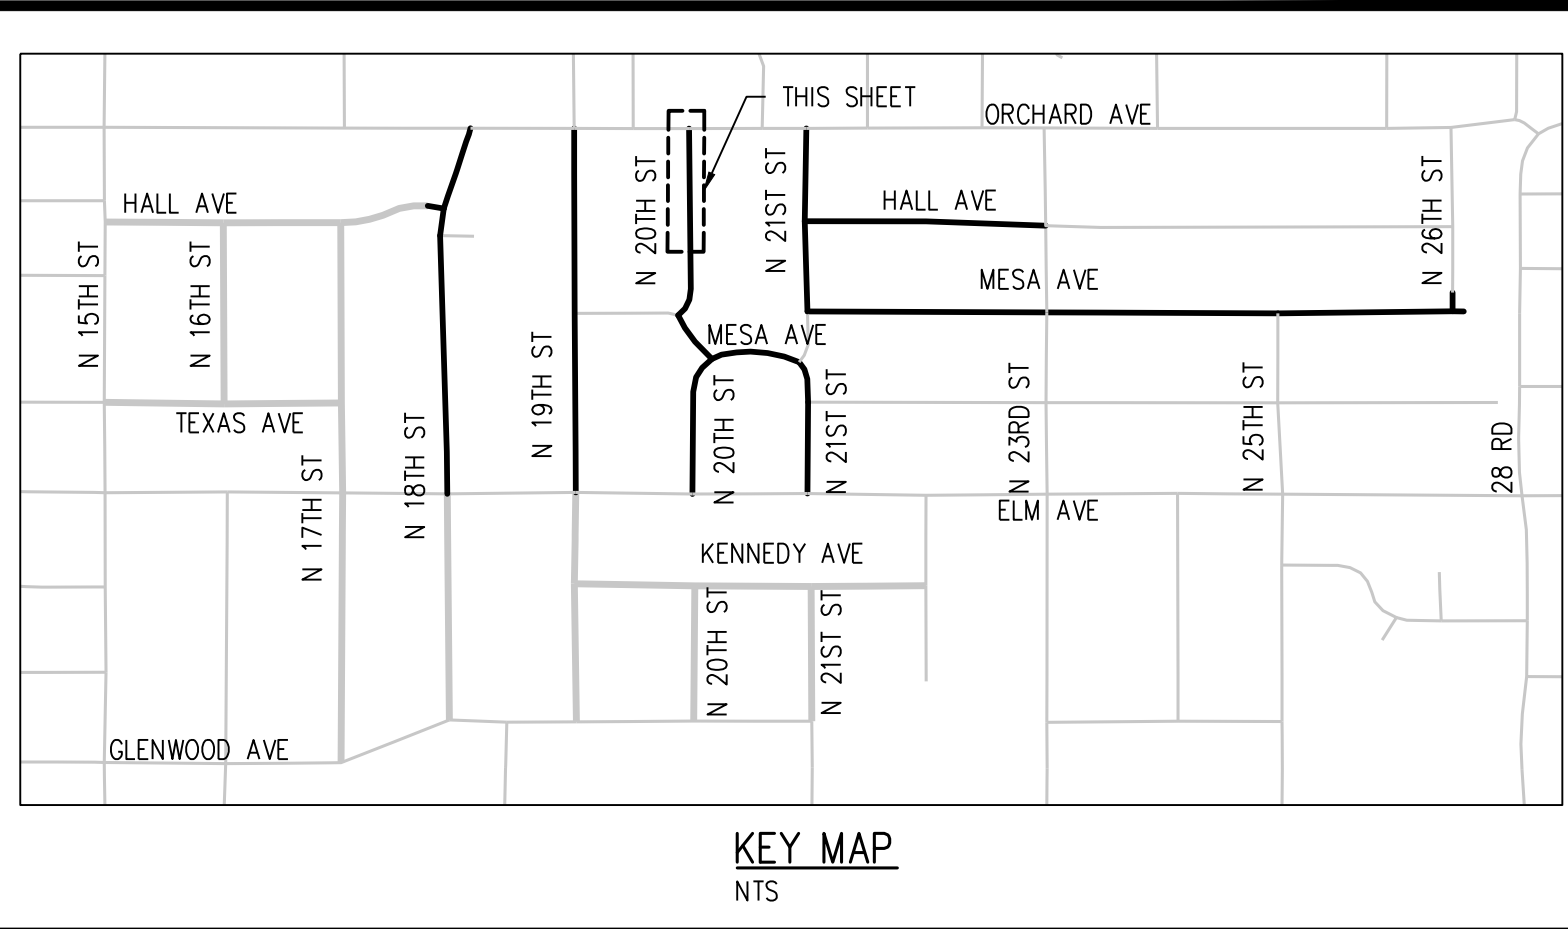 THIS SHEET
ORCHARD AVE
HALL AVE
N 20TH ST
N 21ST ST
HALL AVE
N 26TH ST
N 15TH ST
N 16TH ST
MESA AVE
MESA AVE
N 19TH ST
N 20TH ST
N 21ST ST
N 23RD ST
N 25TH ST
28 RD
TEXAS AVE
N 17TH ST
N 18TH ST
ELM AVE
KENNEDY AVE
N 20TH ST
N 21ST ST
GLENWOOD AVE
KEY MAP
NTS